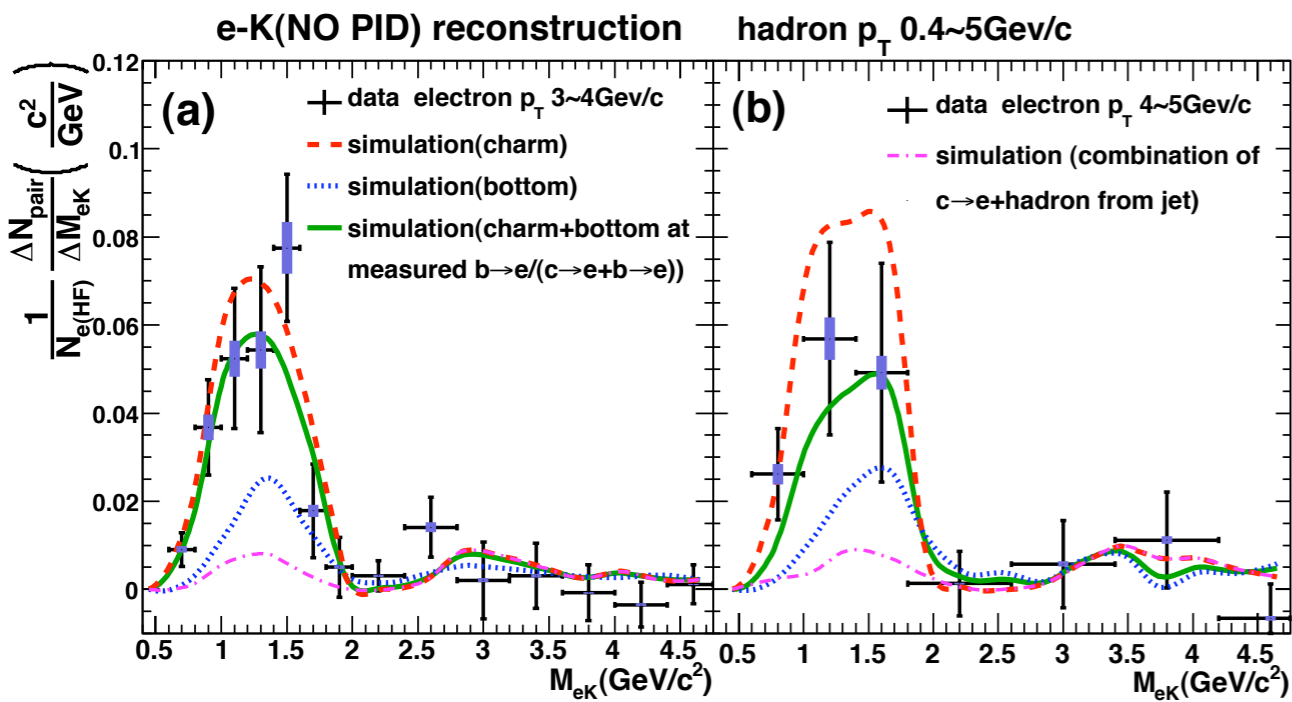 e-K(NO PID) reconstruction hadron p_T 0.4~5Gev/c
1/N_e(HF) ΔN_pair/ΔM_eK (c²/GeV)
0.12
0.1
0.08
0.06
0.04
0.02
0
(a)
data electron p_T 3~4Gev/c
simulation(charm)
simulation(bottom)
simulation(charm+bottom at
measured b→e/(c→e+b→e))
0.5 1 1.5 2 2.5 3 3.5 4 4.5
M_eK(GeV/c²)
(b)
data electron p_T 4~5Gev/c
simulation (combination of
c→e+hadron from jet)
0.5 1 1.5 2 2.5 3 3.5 4 4.5
M_eK(GeV/c²)